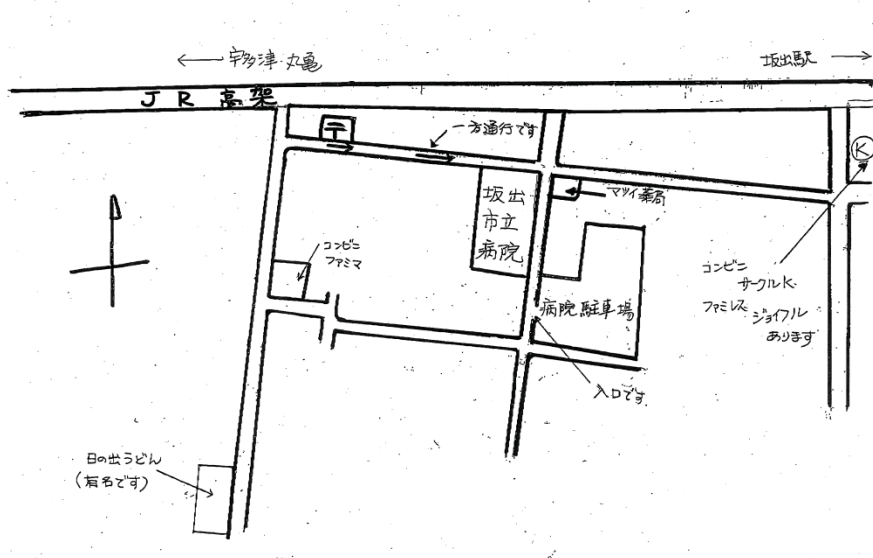 ← 宇多津・丸亀
坂出駅 →
JR高架
〒
一方通行です
K
坂出
市立
病院
マツイ薬局
コンビニ
ファミマ
コンビニ
サークルK
ファミレス
ジョイフル
あります
病院駐車場
入口です
日の出うどん
(有名です)